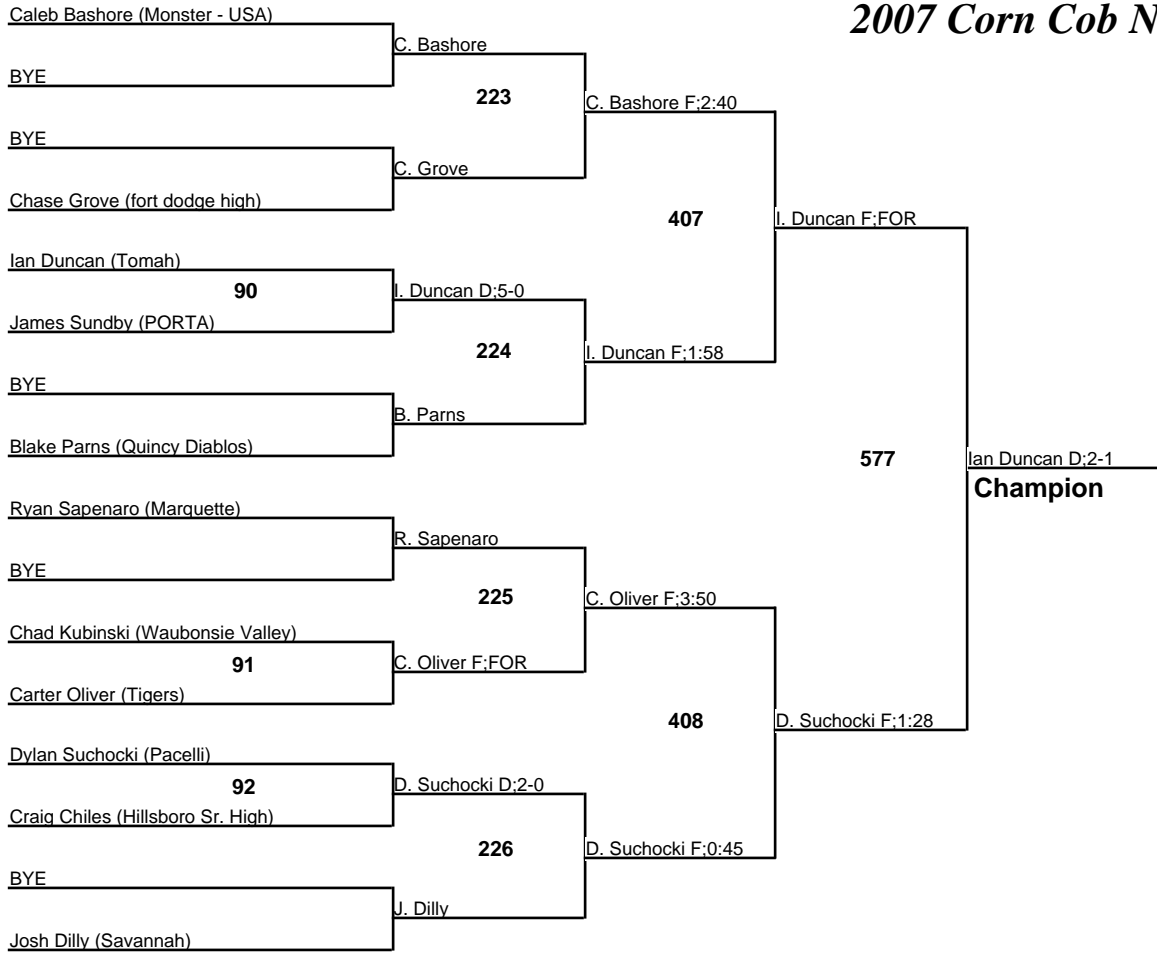 2007 Corn Cob N
Caleb Bashore (Monster - USA)
C. Bashore
BYE
223
C. Bashore F;2:40
BYE
C. Grove
Chase Grove (fort dodge high)
407
I. Duncan F;FOR
Ian Duncan (Tomah)
90
I. Duncan D;5-0
James Sundby (PORTA)
224
I. Duncan F;1:58
BYE
B. Parns
Blake Parns (Quincy Diablos)
577
Ian Duncan D;2-1
Champion
Ryan Sapenaro (Marquette)
R. Sapenaro
BYE
225
C. Oliver F;3:50
Chad Kubinski (Waubonsie Valley)
91
C. Oliver F;FOR
Carter Oliver (Tigers)
408
D. Suchocki F;1:28
Dylan Suchocki (Pacelli)
92
D. Suchocki D;2-0
Craig Chiles (Hillsboro Sr. High)
226
D. Suchocki F;0:45
BYE
J. Dilly
Josh Dilly (Savannah)